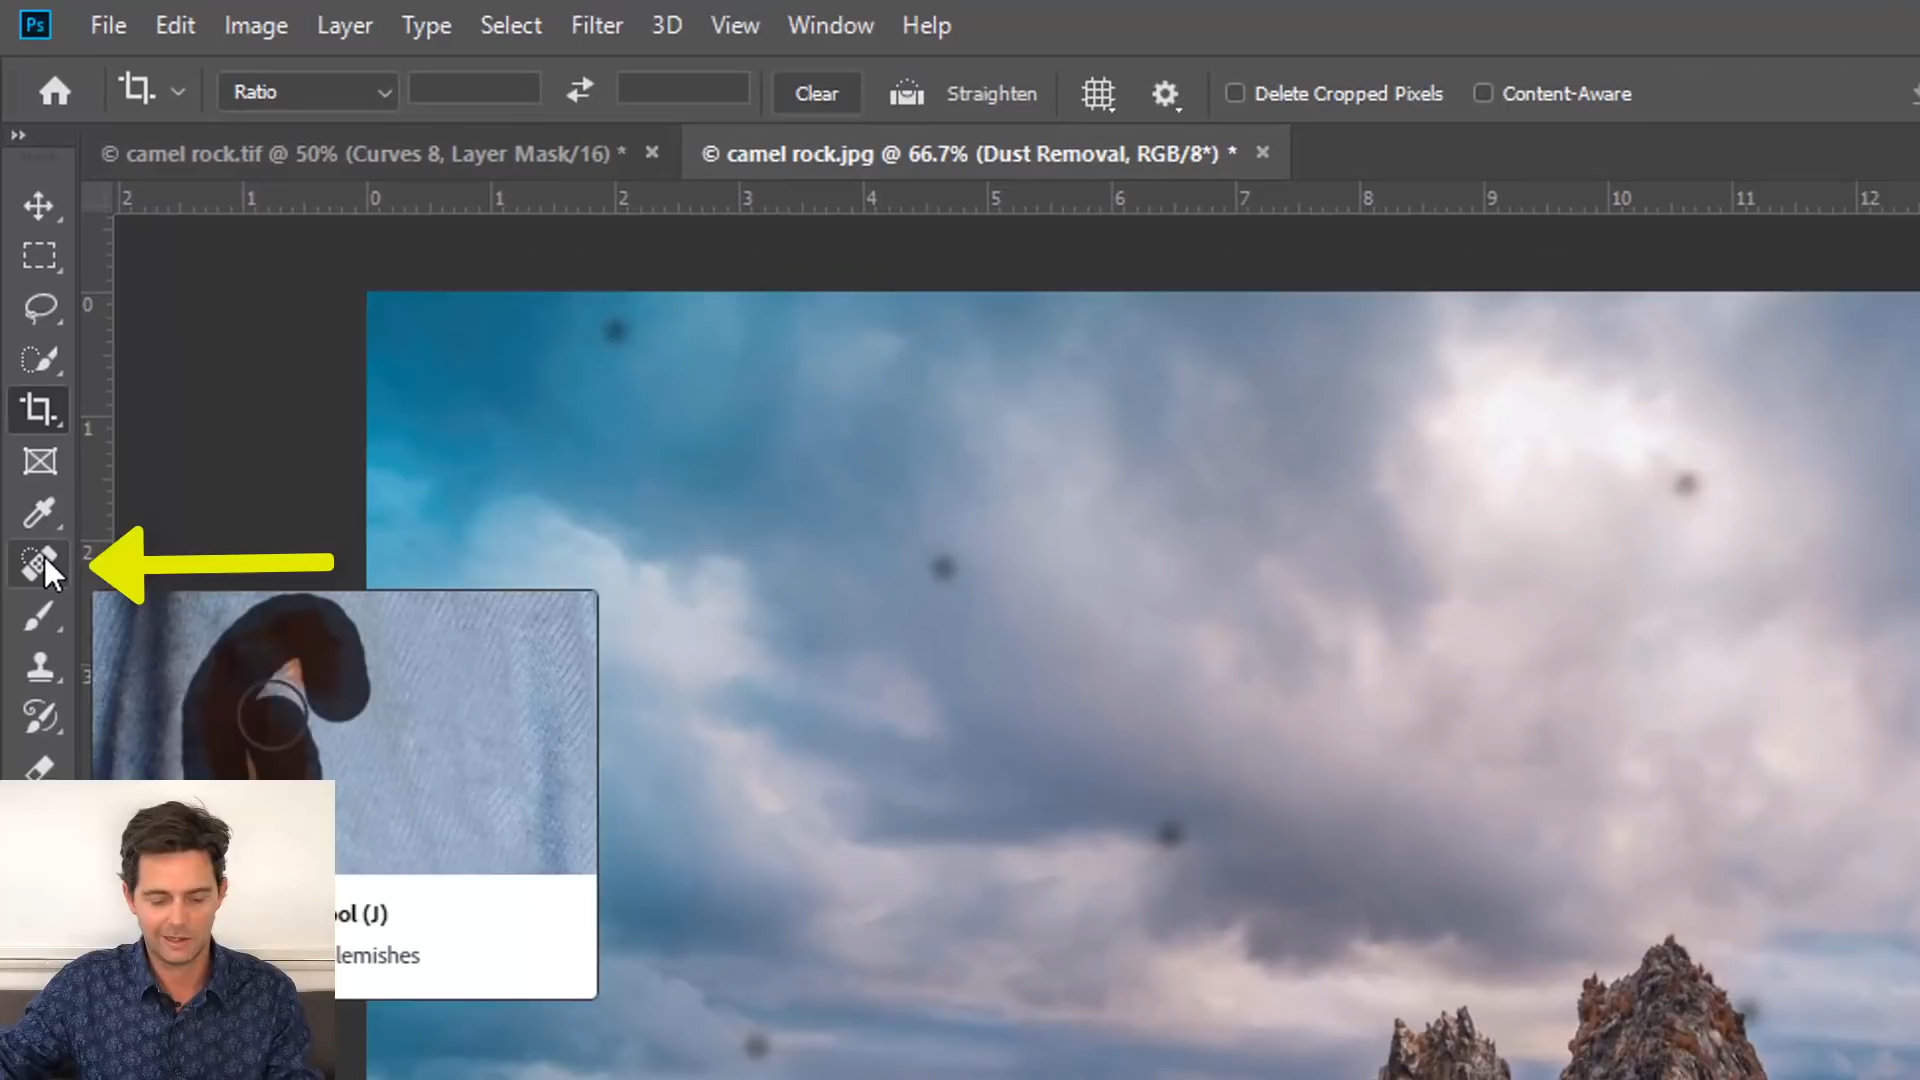 Ps File Edit Image Layer Type Select Filter 3D View Window Help
Ratio Clear Straighten Delete Cropped Pixels Content-Aware
© camel rock.tif @ 50% (Curves 8, Layer Mask/16) * × © camel rock.jpg @ 66.7% (Dust Removal, RGB/8*) * ×
2 1 0 1 2 3 4 5 6 7 8 9 10 11 12
0
1
2
3
ool (J)
lemishes